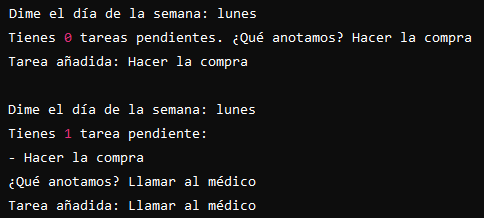 Dime el día de la semana: lunes
Tienes 0 tareas pendientes. ¿Qué anotamos? Hacer la compra
Tarea añadida: Hacer la compra
Dime el día de la semana: lunes
Tienes 1 tarea pendiente:
- Hacer la compra
¿Qué anotamos? Llamar al médico
Tarea añadida: Llamar al médico